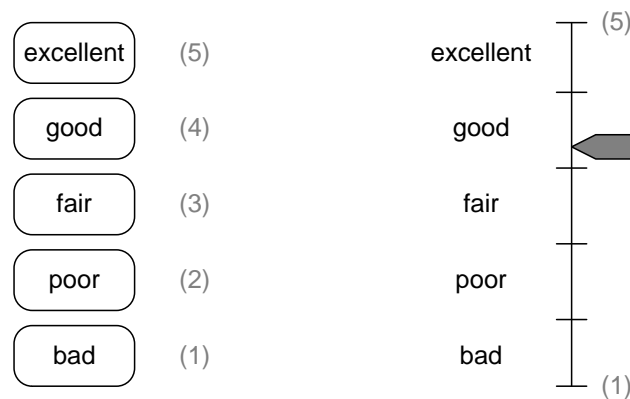 excellent (5)
good (4)
fair (3)
poor (2)
bad (1)
(5)
excellent
good
fair
poor
bad
(1)